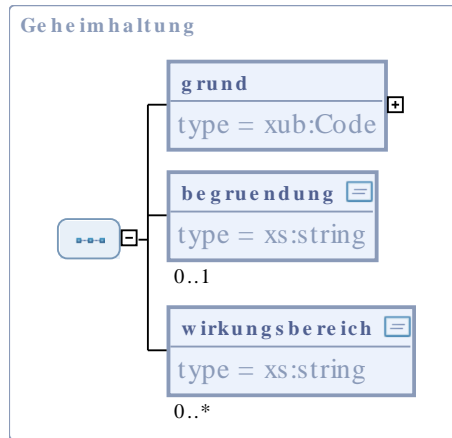 Geheimhaltung
grund
type = xub:Code
begruendung
type = xs:string
0..1
wirkungsbereich
type = xs:string
0..*